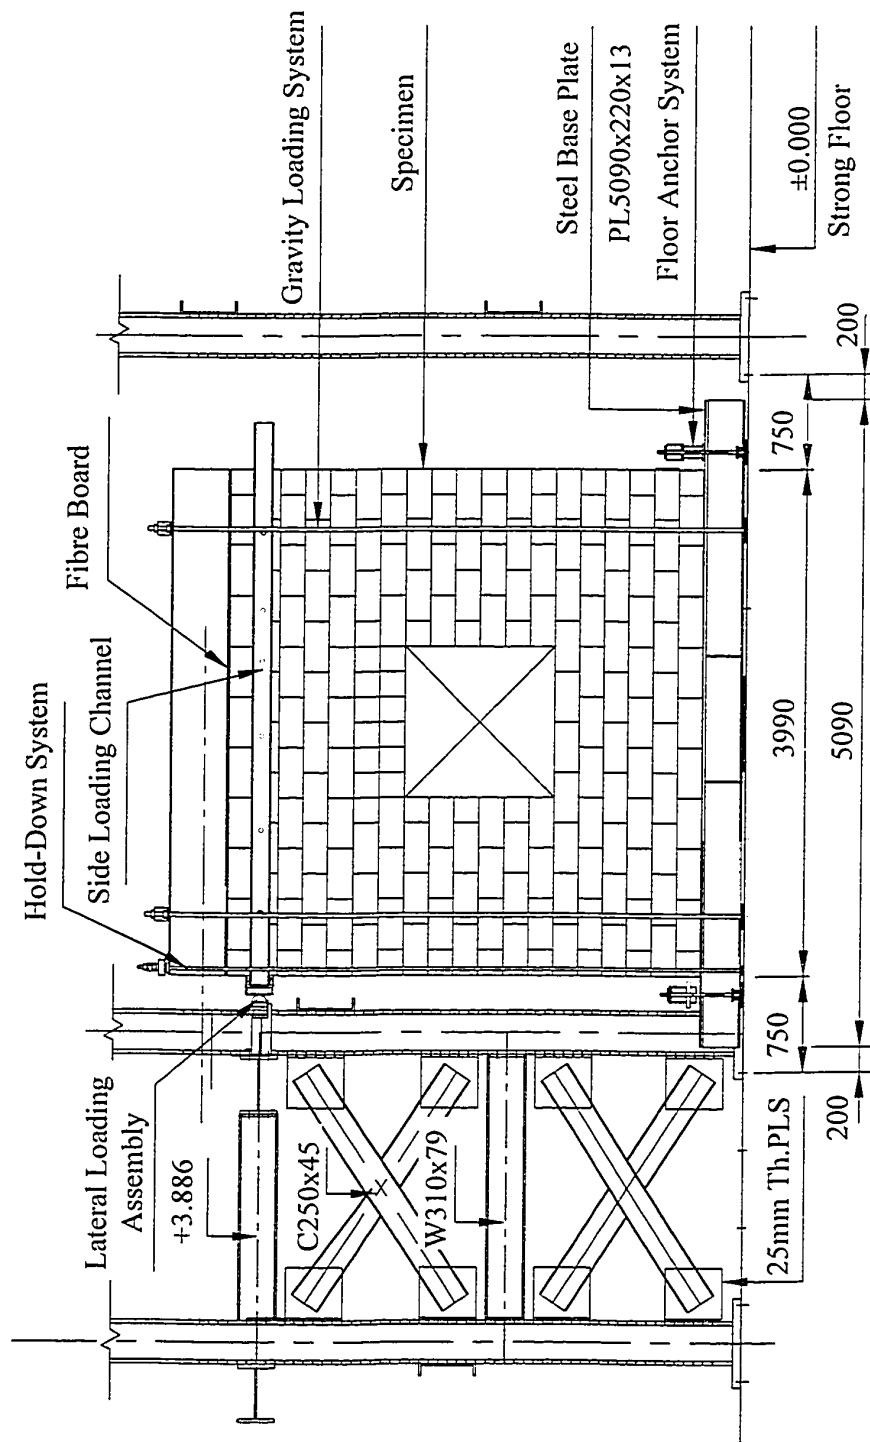 Hold-Down System
Fibre Board
Side Loading Channel
Lateral Loading
Assembly
+3.886
C250x45
W310x79
25mm Th.PLS
Gravity Loading System
Specimen
Steel Base Plate
PL5090x220x13
Floor Anchor System
±0.000
Strong Floor
750
3990
750
200
5090
200